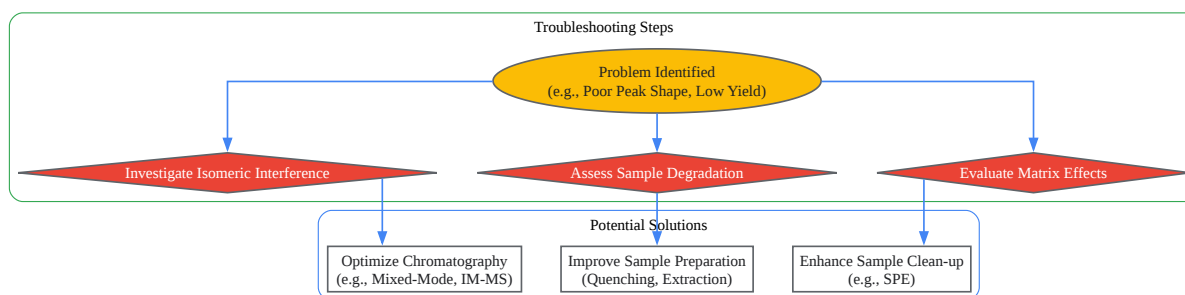 Troubleshooting Steps
Problem Identified
(e.g., Poor Peak Shape, Low Yield)
Investigate Isomeric Interference
Assess Sample Degradation
Evaluate Matrix Effects
Potential Solutions
Optimize Chromatography
(e.g., Mixed-Mode, IM-MS)
Improve Sample Preparation
(Quenching, Extraction)
Enhance Sample Clean-up
(e.g., SPE)